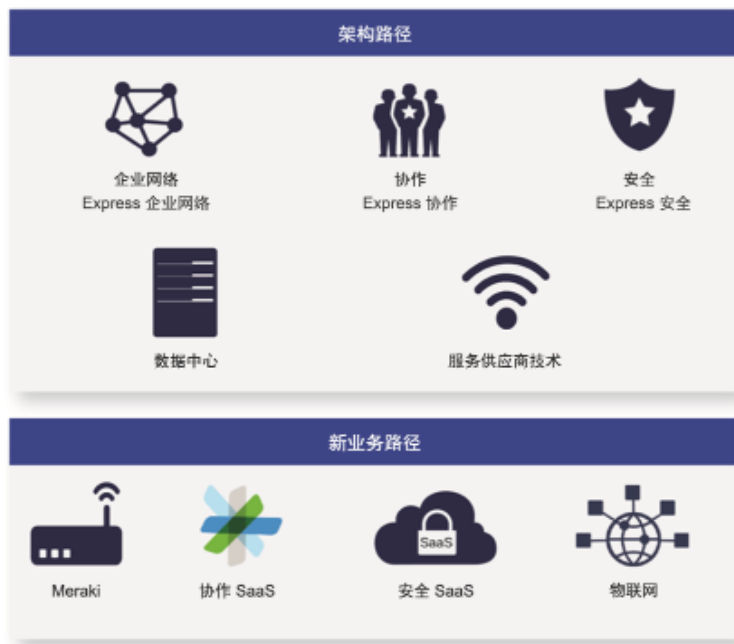 架构路径
企业网络
Express 企业网络
协作
Express 协作
安全
Express 安全
数据中心
服务供应商技术
新业务路径
SaaS
Meraki
协作 SaaS
安全 SaaS
物联网